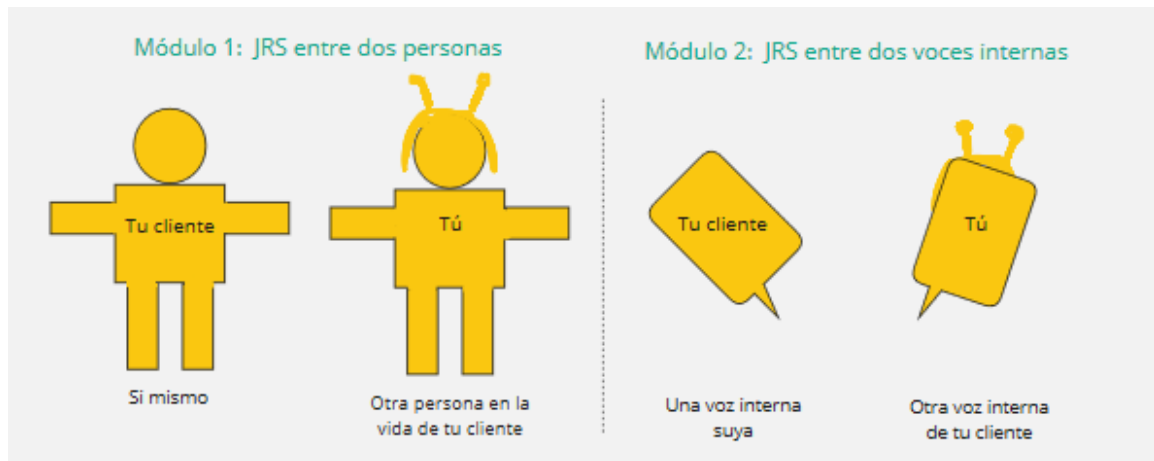 Módulo 1:  JRS entre dos personas
Módulo 2:  JRS entre dos voces internas
Tu cliente
Tú
Tu cliente
Tú
Si mismo
Otra persona en la
vida de tu cliente
Una voz interna
suya
Otra voz interna
de tu cliente